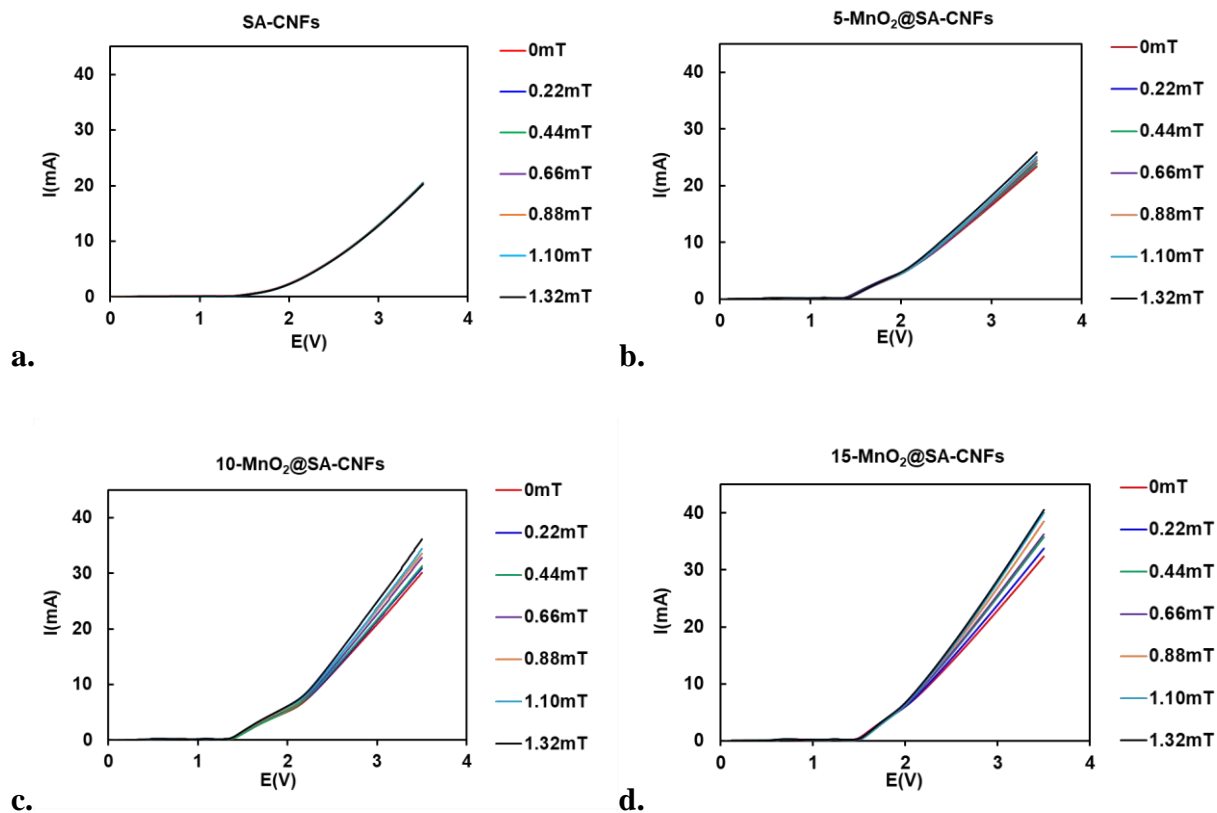 SA-CNFs
40
30
20
10
0
I(mA)
0 1 2 3 4
E(V)
0mT
0.22mT
0.44mT
0.66mT
0.88mT
1.10mT
1.32mT
a.
5-MnO₂@SA-CNFs
40
30
20
10
0
I(mA)
0 1 2 3 4
E(V)
0mT
0.22mT
0.44mT
0.66mT
0.88mT
1.10mT
1.32mT
b.
10-MnO₂@SA-CNFs
40
30
20
10
0
I(mA)
0 1 2 3 4
E(V)
0mT
0.22mT
0.44mT
0.66mT
0.88mT
1.10mT
1.32mT
c.
15-MnO₂@SA-CNFs
40
30
20
10
0
I(mA)
0 1 2 3 4
E(V)
0mT
0.22mT
0.44mT
0.66mT
0.88mT
1.10mT
1.32mT
d.